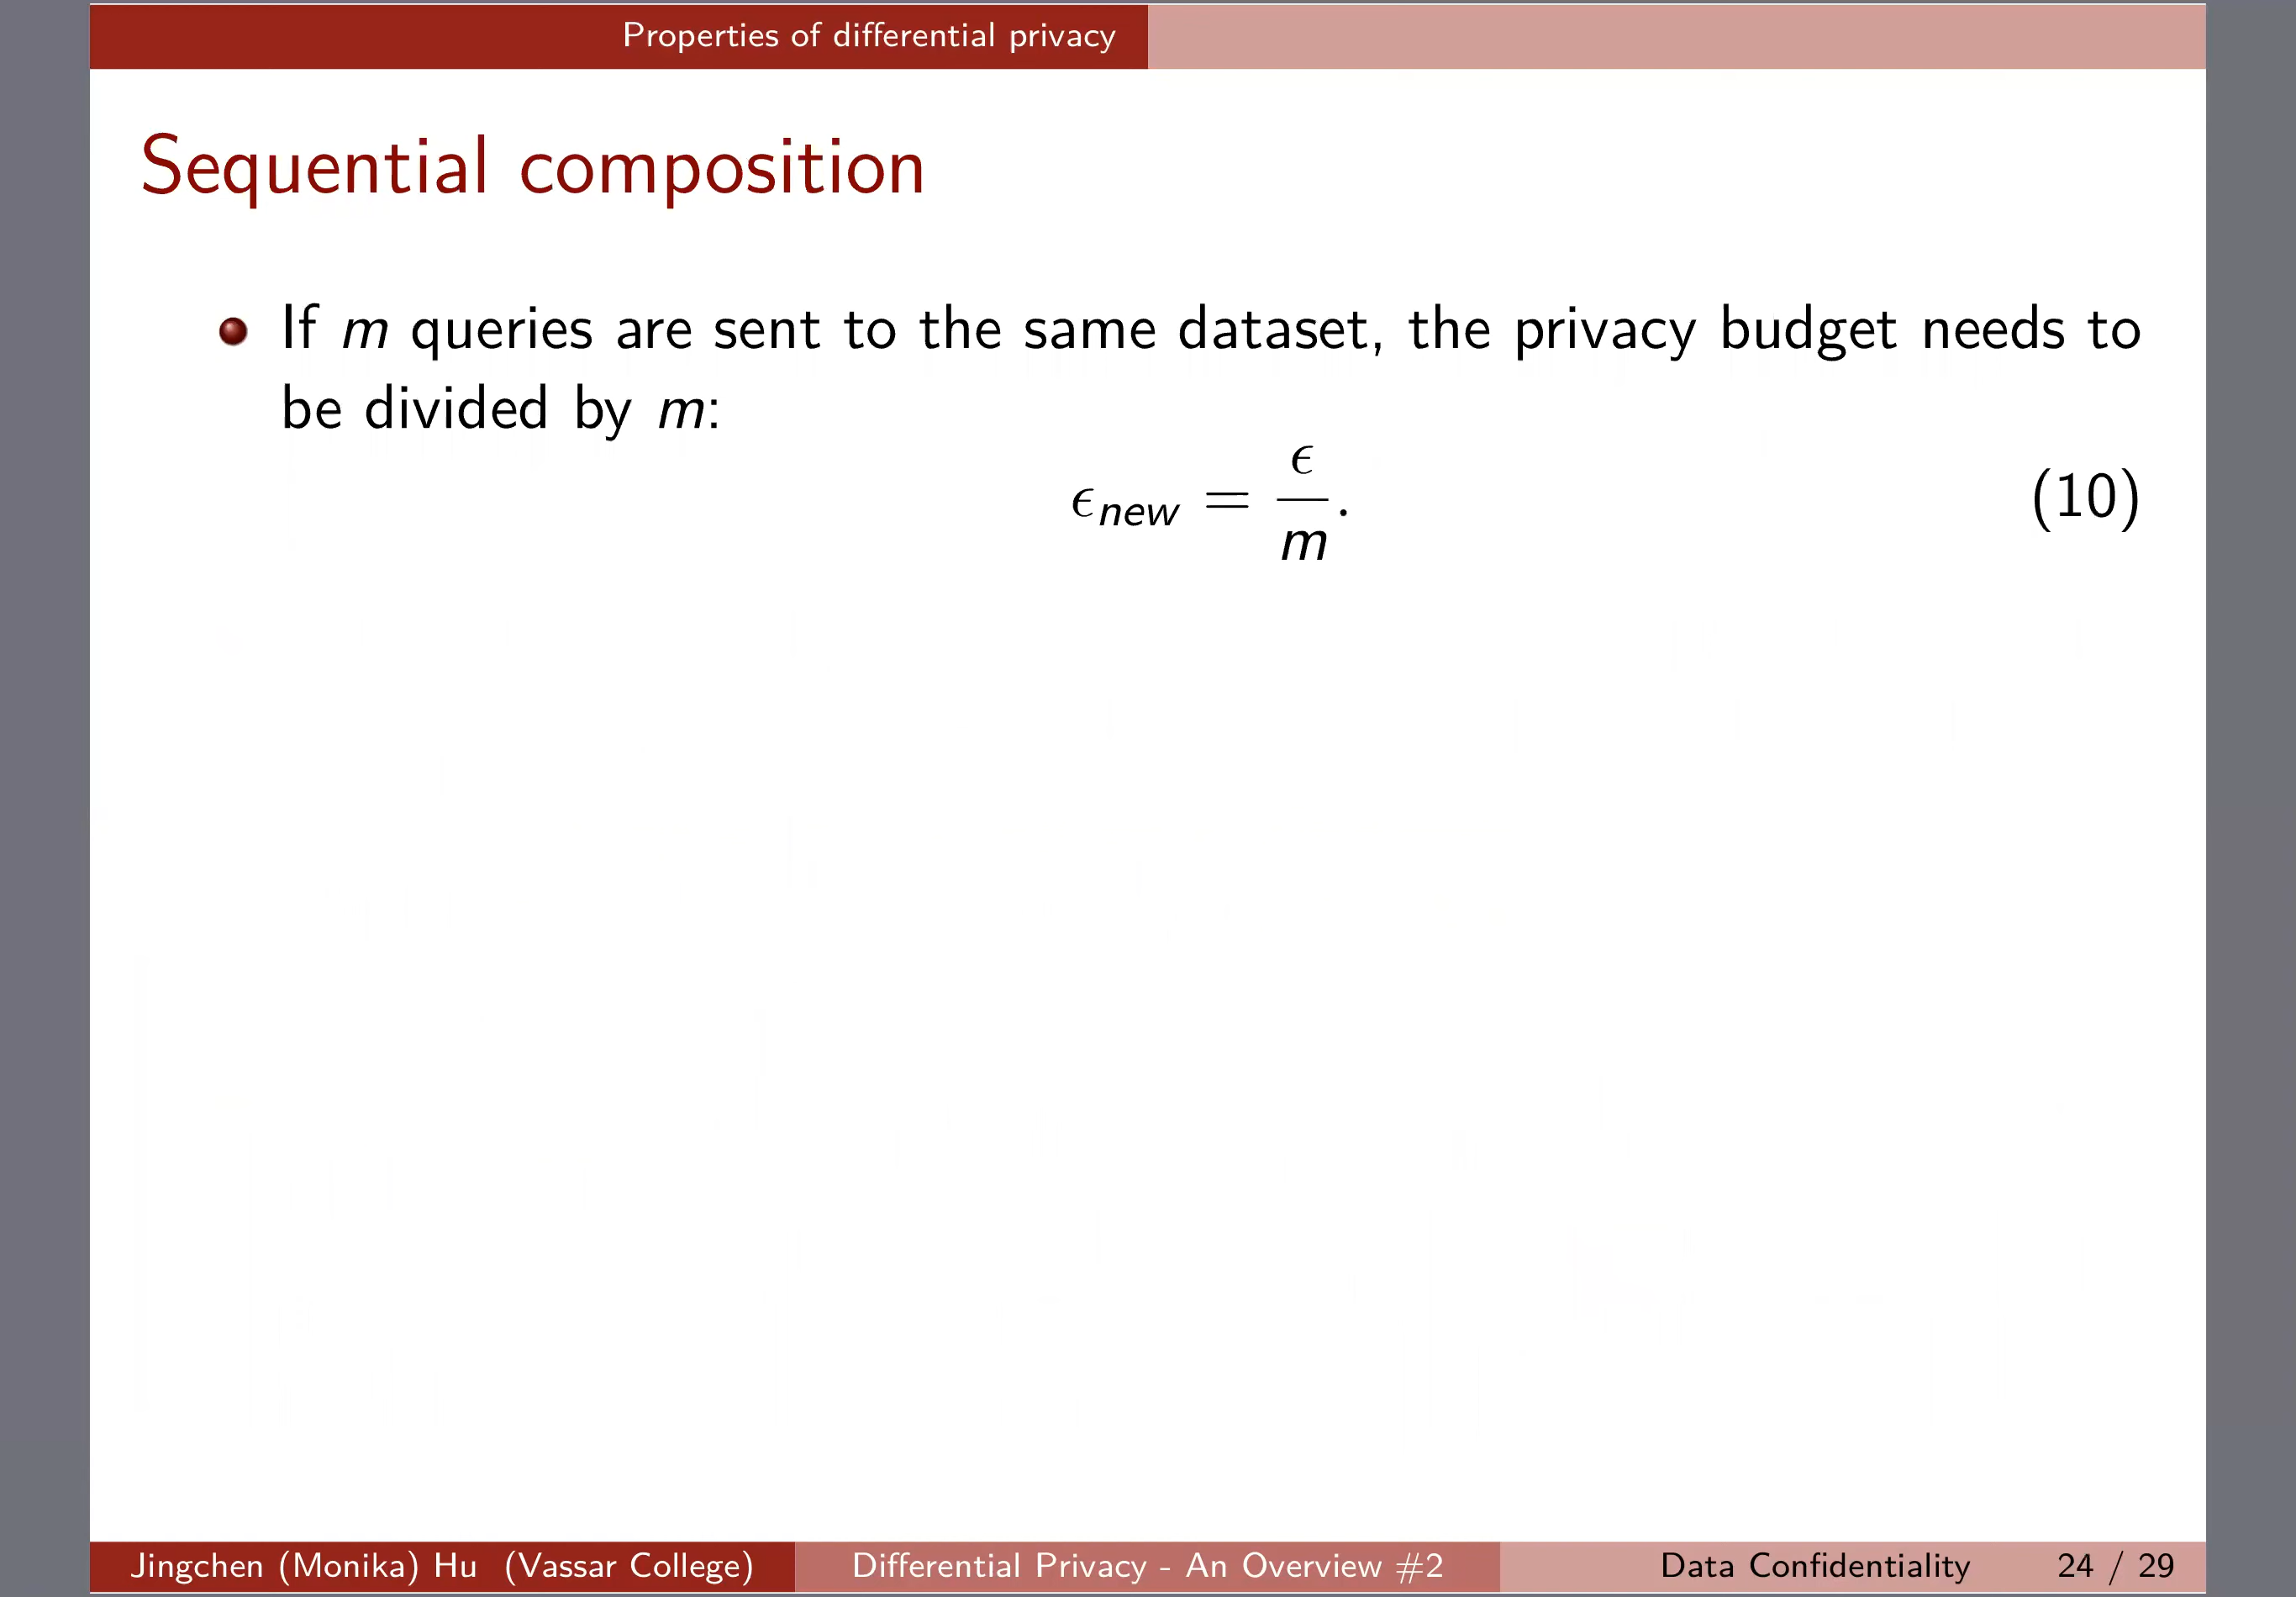 Properties of differential privacy
Sequential composition
If m queries are sent to the same dataset, the privacy budget needs to
be divided by m:
ϵ_new = ϵ/m. (10)
Jingchen (Monika) Hu (Vassar College) Differential Privacy - An Overview #2 Data Confidentiality 24 / 29